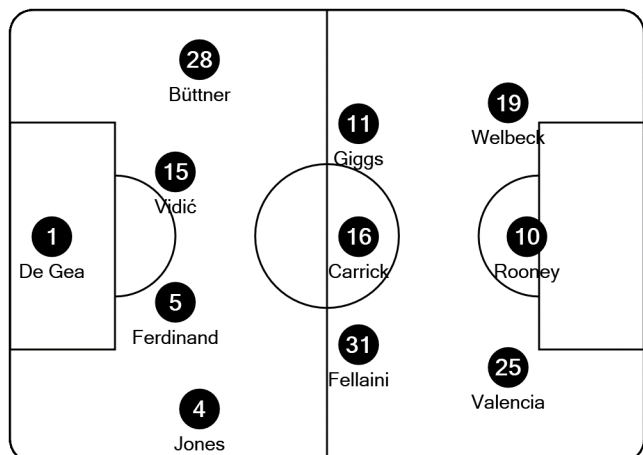 28
Büttner
19
Welbeck
11
Giggs
15
Vidić
1
De Gea
16
Carrick
10
Rooney
5
Ferdinand
31
Fellaini
25
Valencia
4
Jones